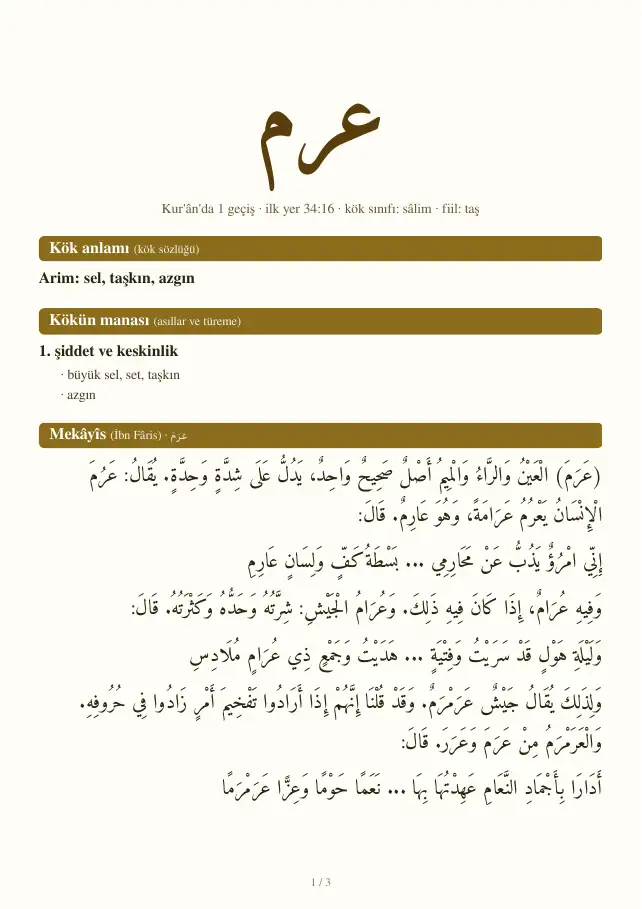 عرم
Kur'ân'da 1 geçiş · ilk yer 34:16 · kök sınıfı: sâlim · fiil: taş
Kök anlamı (kök sözlüğü)
Arim: sel, taşkın, azgın
Kökün manası (asıllar ve türeme)
1. şiddet ve keskinlik
· büyük sel, set, taşkın
· azgın
Mekâyîs (İbn Fâris) · عَرَمَ
(عَرَمَ) الْعَيْنُ وَالرَّاءُ وَالْمِيمُ أَصْلٌ صَحِيحٌ وَاحِدٌ، يَدُلُّ عَلَى شِدَّةٍ وَحِدَّةٍ. يُقَالُ: عَرُمَ
الْإِنْسَانُ يَعْرُمُ عَرَامَةً، وَهُوَ عَارِمٌ. قَالَ:
إِنِّي امْرُؤٌ يَذُبُّ عَنْ مَحَارِمِي ... بَسْطَةُ كَفٍّ وَلِسَانٍ عَارِمِ
وَفِيهِ عُرَامٌ، إِذَا كَانَ فِيهِ ذَلِكَ. وَعُرَامُ الْجَيْشِ: شِرَّتُهُ وَحَدُّهُ وَكَثْرَتُهُ. قَالَ:
وَلَيْلَةِ هَوْلٍ قَدْ سَرَيْتُ وَفِتْيَةٍ ... هَدَيْتُ وَجَمْعٍ ذِي عُرَامٍ مُلَادِسِ
وَلِذَلِكَ يُقَالُ جَيْشٌ عَرَمْرَمٌ. وَقَدْ قُلْنَا إِنَّهُمْ إِذَا أَرَادُوا تَفْخِيمَ أَمْرٍ زَادُوا فِي حُرُوفِهِ.
وَالْعَرَمْرَمُ مِنْ عَرَمَ وَعَرَرَ. قَالَ:
أَدَارًا بِأَجْمَادِ النَّعَامِ عَهِدْتُهَا بِهَا ... نَعَمًا حَوْمًا وَعِزًّا عَرَمْرَمًا
1 / 3